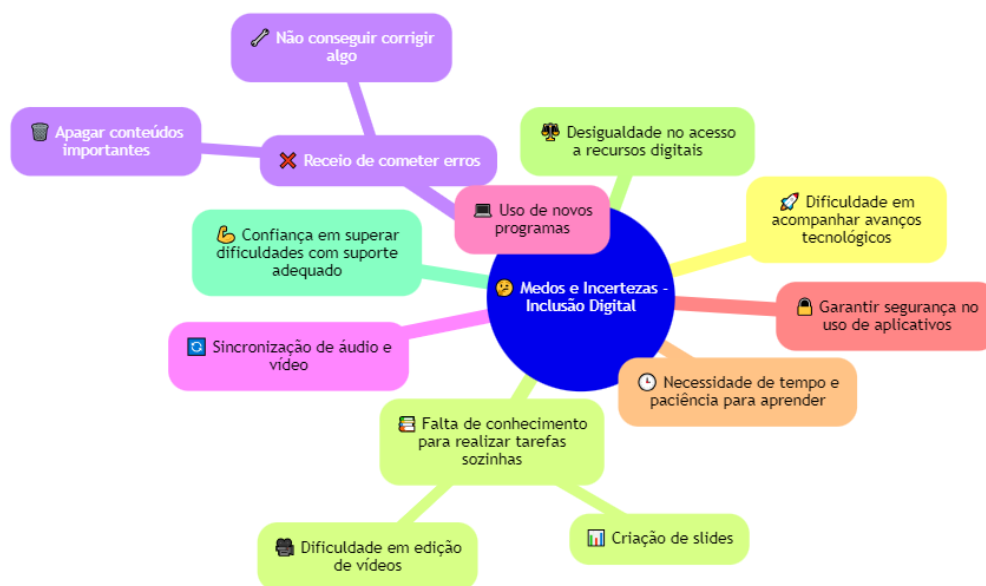 Não conseguir corrigir
algo
Apagar conteúdos
importantes
Receio de cometer erros
Desigualdade no acesso
a recursos digitais
Uso de novos
programas
Dificuldade em
acompanhar avanços
tecnológicos
Confiança em superar
dificuldades com suporte
adequado
Medos e Incertezas -
Inclusão Digital
Garantir segurança no
uso de aplicativos
Sincronização de áudio e
vídeo
Necessidade de tempo e
paciência para aprender
Falta de conhecimento
para realizar tarefas
sozinhas
Dificuldade em edição
de vídeos
Criação de slides